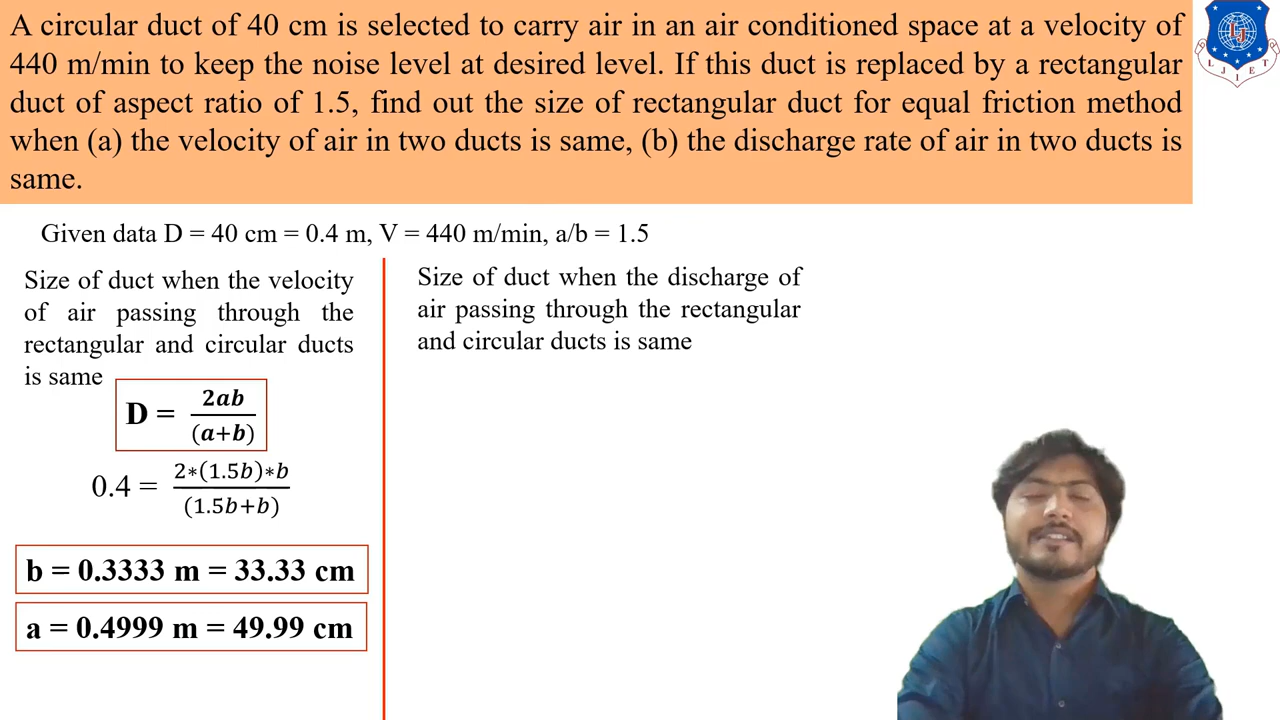 A circular duct of 40 cm is selected to carry air in an air conditioned space at a velocity of
440 m/min to keep the noise level at desired level. If this duct is replaced by a rectangular
duct of aspect ratio of 1.5, find out the size of rectangular duct for equal friction method
when (a) the velocity of air in two ducts is same, (b) the discharge rate of air in two ducts is
same.
LJ
L J I E T
Given data D = 40 cm = 0.4 m, V = 440 m/min, a/b = 1.5
Size of duct when the velocity
of air passing through the
rectangular and circular ducts
is same
D = 2ab/(a+b)
0.4 = 2*(1.5b)*b/(1.5b+b)
b = 0.3333 m = 33.33 cm
a = 0.4999 m = 49.99 cm
Size of duct when the discharge of
air passing through the rectangular
and circular ducts is same